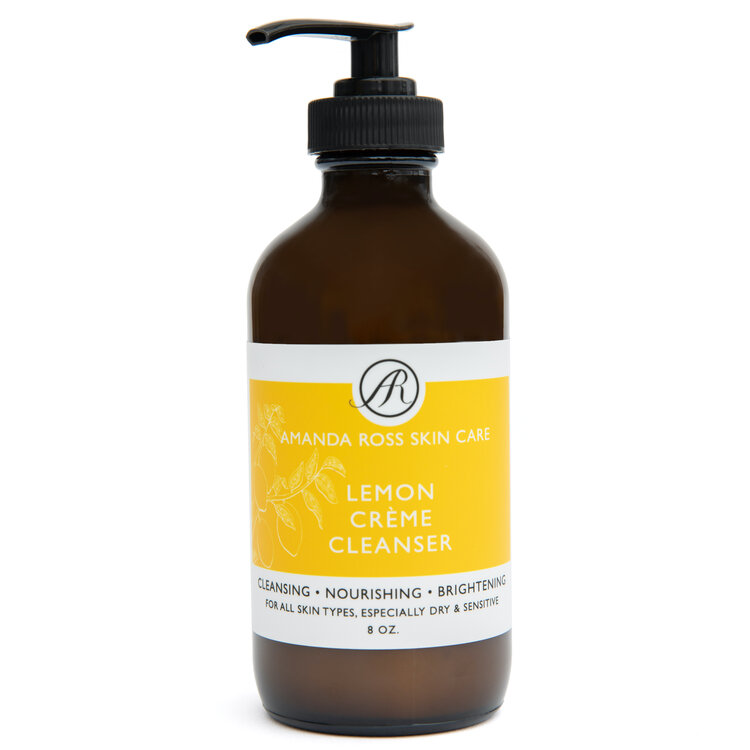 AR
AMANDA ROSS SKIN CARE
LEMON
CRÈME
CLEANSER
CLEANSING • NOURISHING • BRIGHTENING
FOR ALL SKIN TYPES, ESPECIALLY DRY & SENSITIVE
8 OZ.